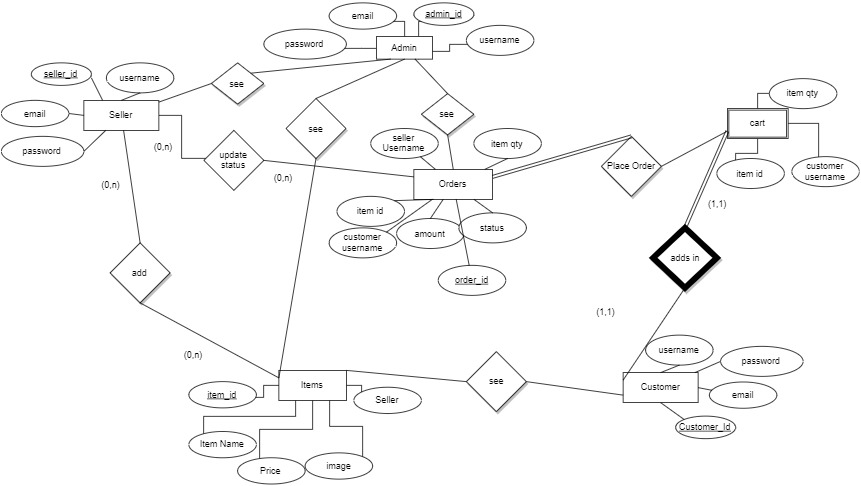 email
admin_id
password
Admin
username
seller_id
username
see
item qty
email
Seller
see
cart
password
(0,n)
update
status
see
seller
Username
item qty
Place Order
item id
customer
username
(0,n)
(0,n)
Orders
item id
customer
username
amount
status
(1,1)
add
order_id
adds in
(1,1)
(0,n)
username
password
item_id
Items
Seller
see
Customer
email
Item Name
Price
image
Customer_Id